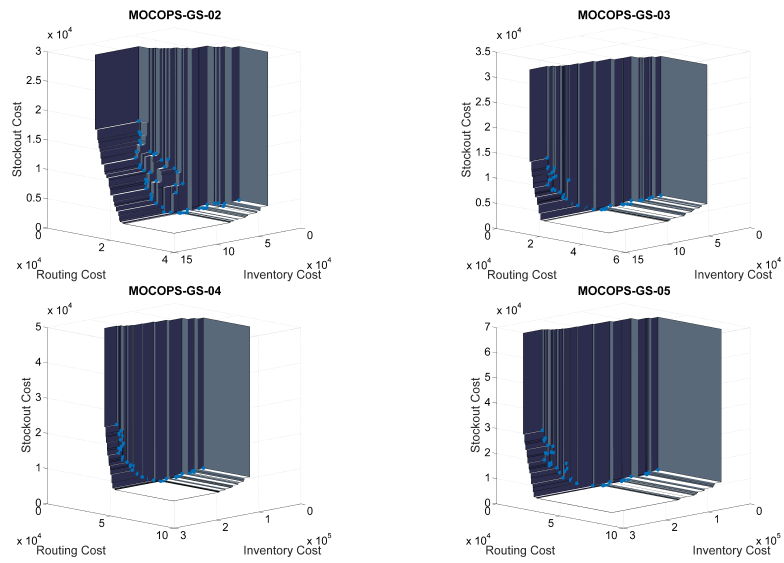 MOCOPS-GS-02
x 10^4
3
2.5
2
1.5
1
0.5
0
Stockout Cost
0
2
4
x 10^4
Routing Cost
15
10
5
0
x 10^4
Inventory Cost
MOCOPS-GS-03
x 10^4
3.5
3
2.5
2
1.5
1
0.5
0
Stockout Cost
0
2
4
6
x 10^4
Routing Cost
15
10
5
0
x 10^4
Inventory Cost
MOCOPS-GS-04
x 10^4
5
4
3
2
1
0
Stockout Cost
0
5
10
x 10^4
Routing Cost
3
2
1
0
x 10^5
Inventory Cost
MOCOPS-GS-05
x 10^4
7
6
5
4
3
2
1
0
Stockout Cost
0
5
10
x 10^4
Routing Cost
3
2
1
0
x 10^5
Inventory Cost